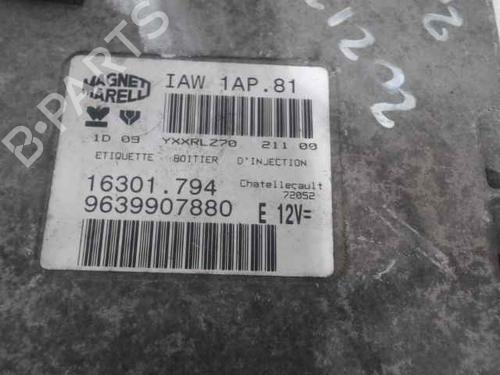 MAGNETI
MARELLI
IAW 1AP.81
1D 09 YXXRLZ70 211 00
ETIQUETTE BOITIER D'INJECTION
16301.794
Chatellerault
72052
9639907880 E 12V=
B-PARTS